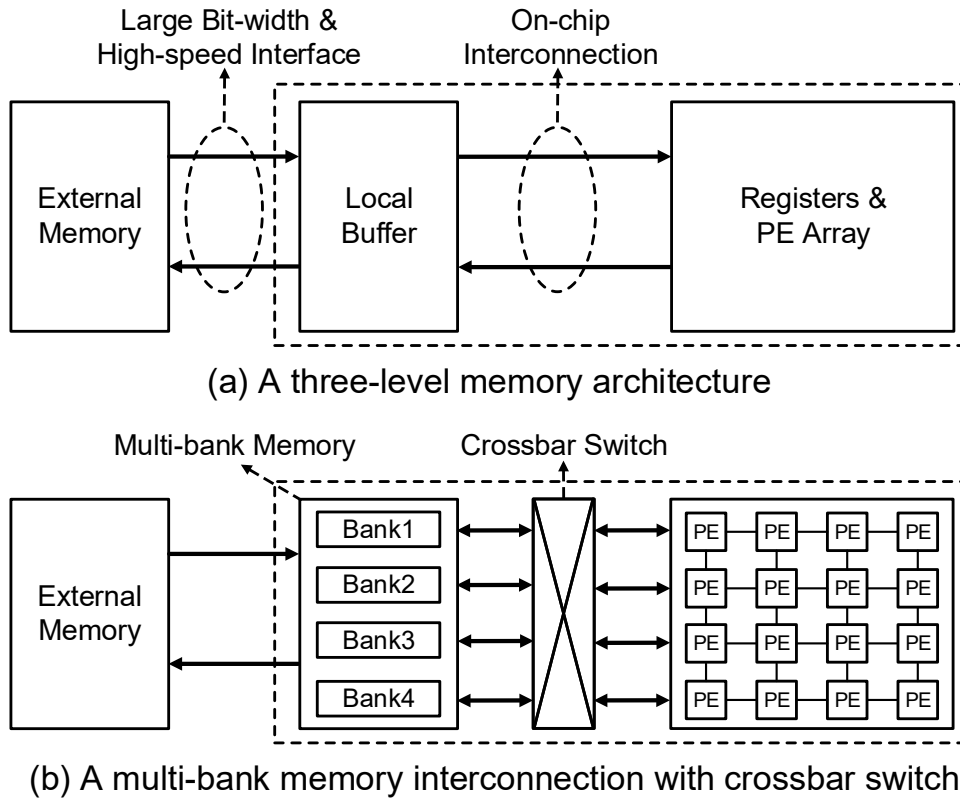 Large Bit-width &
High-speed Interface
On-chip
Interconnection
External
Memory
Local
Buffer
Registers &
PE Array
(a) A three-level memory architecture
Multi-bank Memory
Crossbar Switch
External
Memory
Bank1
Bank2
Bank3
Bank4
PE PE PE PE
PE PE PE PE
PE PE PE PE
PE PE PE PE
(b) A multi-bank memory interconnection with crossbar switch